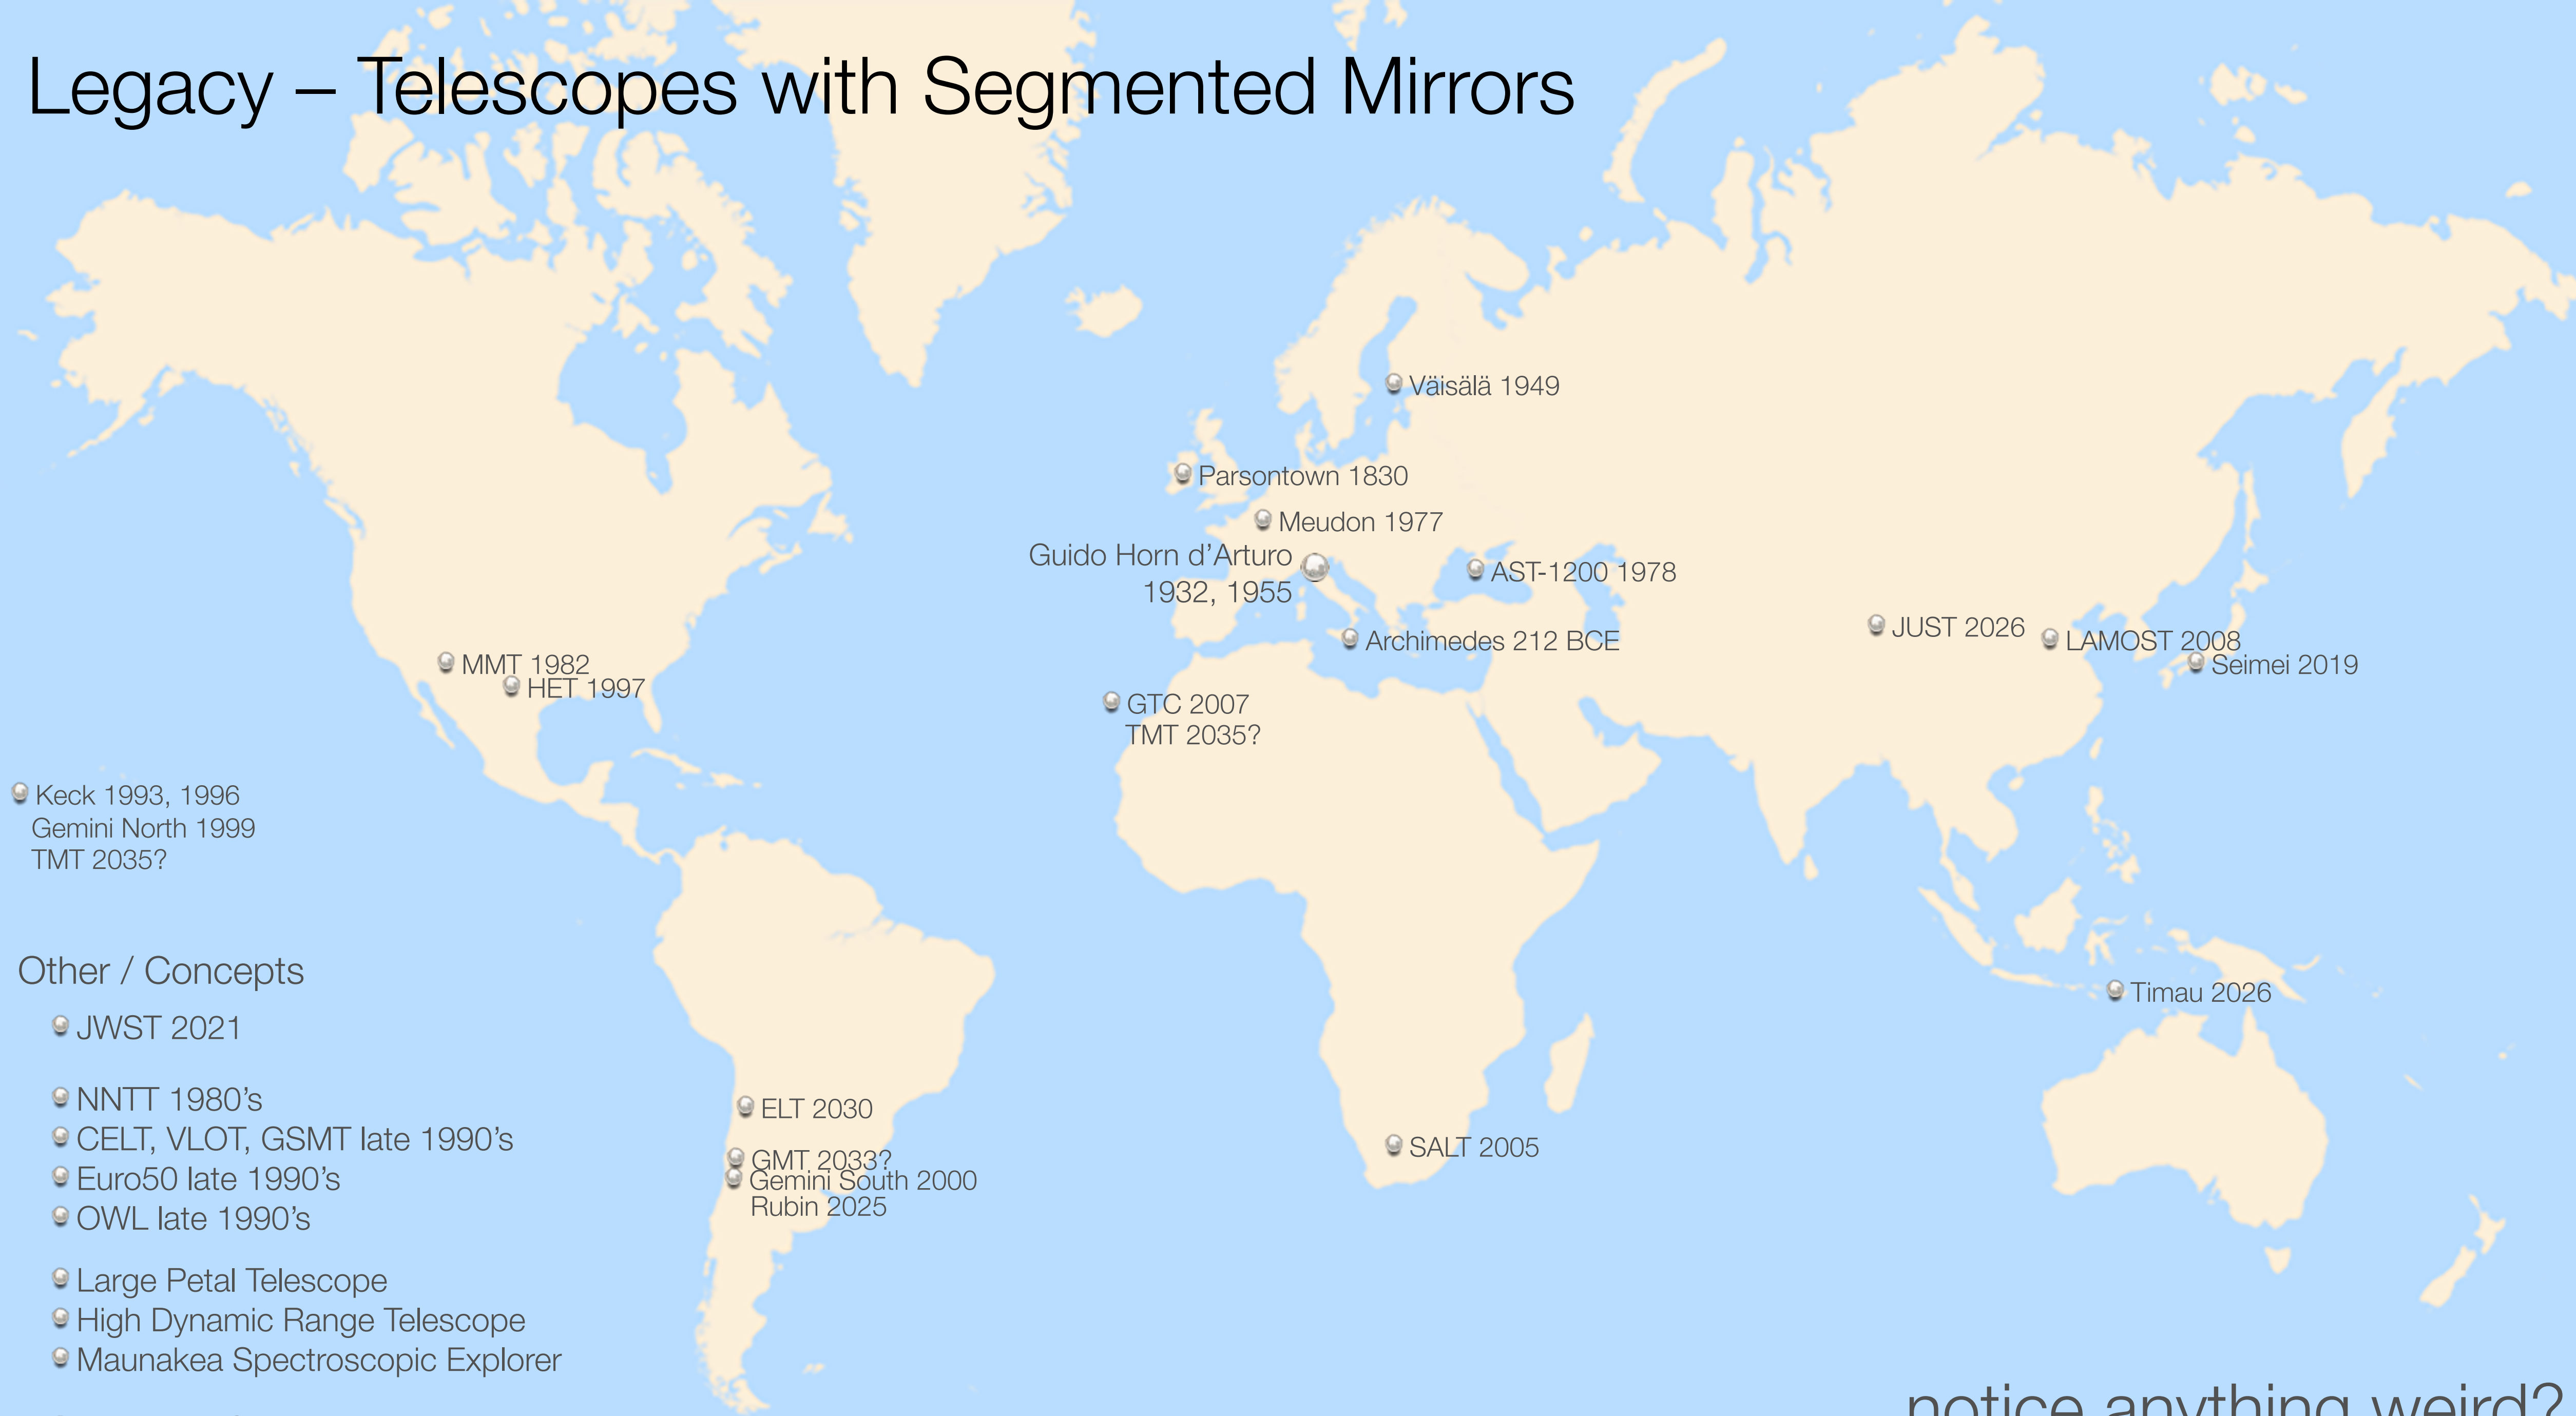 Legacy – Telescopes with Segmented Mirrors
Väisälä 1949
Parsontown 1830
Meudon 1977
Guido Horn d’Arturo
1932, 1955
AST-1200 1978
Archimedes 212 BCE
JUST 2026
LAMOST 2008
Seimei 2019
MMT 1982
HET 1997
GTC 2007
TMT 2035?
Keck 1993, 1996
Gemini North 1999
TMT 2035?
Other / Concepts
JWST 2021
NNTT 1980’s
CELT, VLOT, GSMT late 1990’s
Euro50 late 1990’s
OWL late 1990’s
Large Petal Telescope
High Dynamic Range Telescope
Maunakea Spectroscopic Explorer
ELT 2030
GMT 2033?
Gemini South 2000
Rubin 2025
SALT 2005
Timau 2026
notice anything weird?